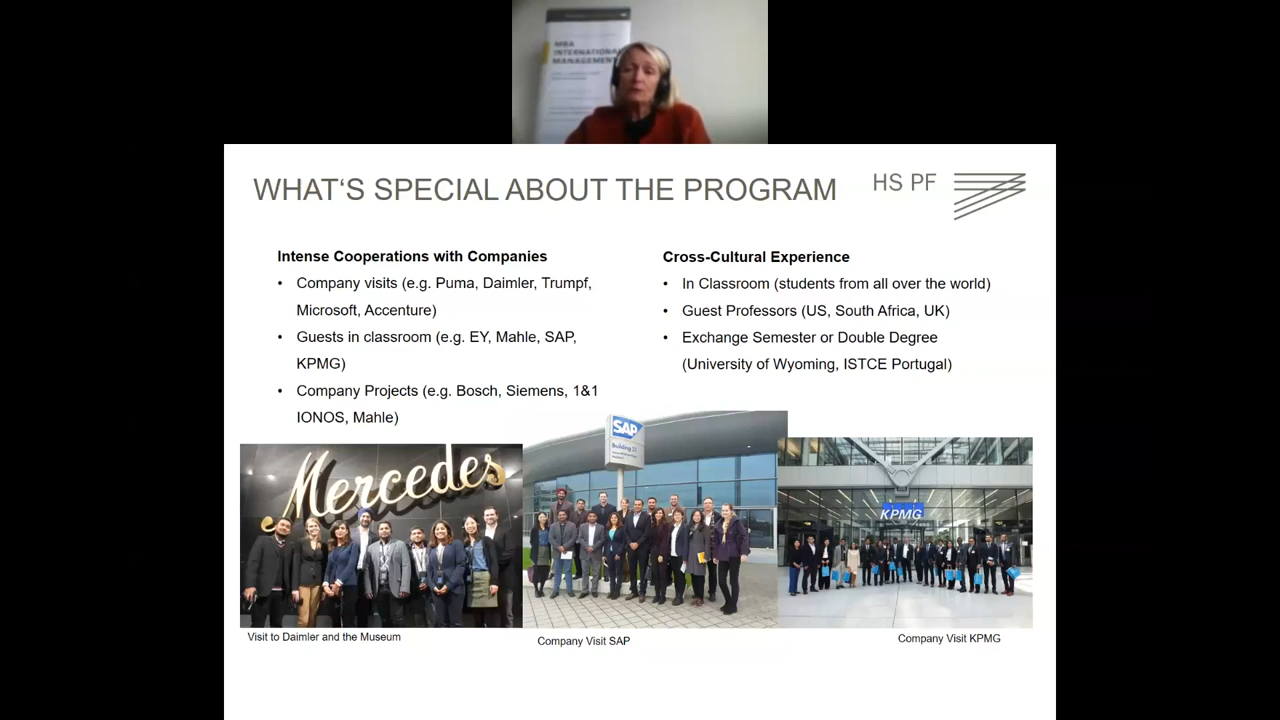 MBA
INTERNATIONAL
MANAGEMENT
WHAT‘S SPECIAL ABOUT THE PROGRAM
HS PF
Intense Cooperations with Companies
• Company visits (e.g. Puma, Daimler, Trumpf,
Microsoft, Accenture)
• Guests in classroom (e.g. EY, Mahle, SAP,
KPMG)
• Company Projects (e.g. Bosch, Siemens, 1&1
IONOS, Mahle)
Cross-Cultural Experience
• In Classroom (students from all over the world)
• Guest Professors (US, South Africa, UK)
• Exchange Semester or Double Degree
(University of Wyoming, ISTCE Portugal)
Mercedes
SAP
Building 21
KPMG
Visit to Daimler and the Museum
Company Visit SAP
Company Visit KPMG